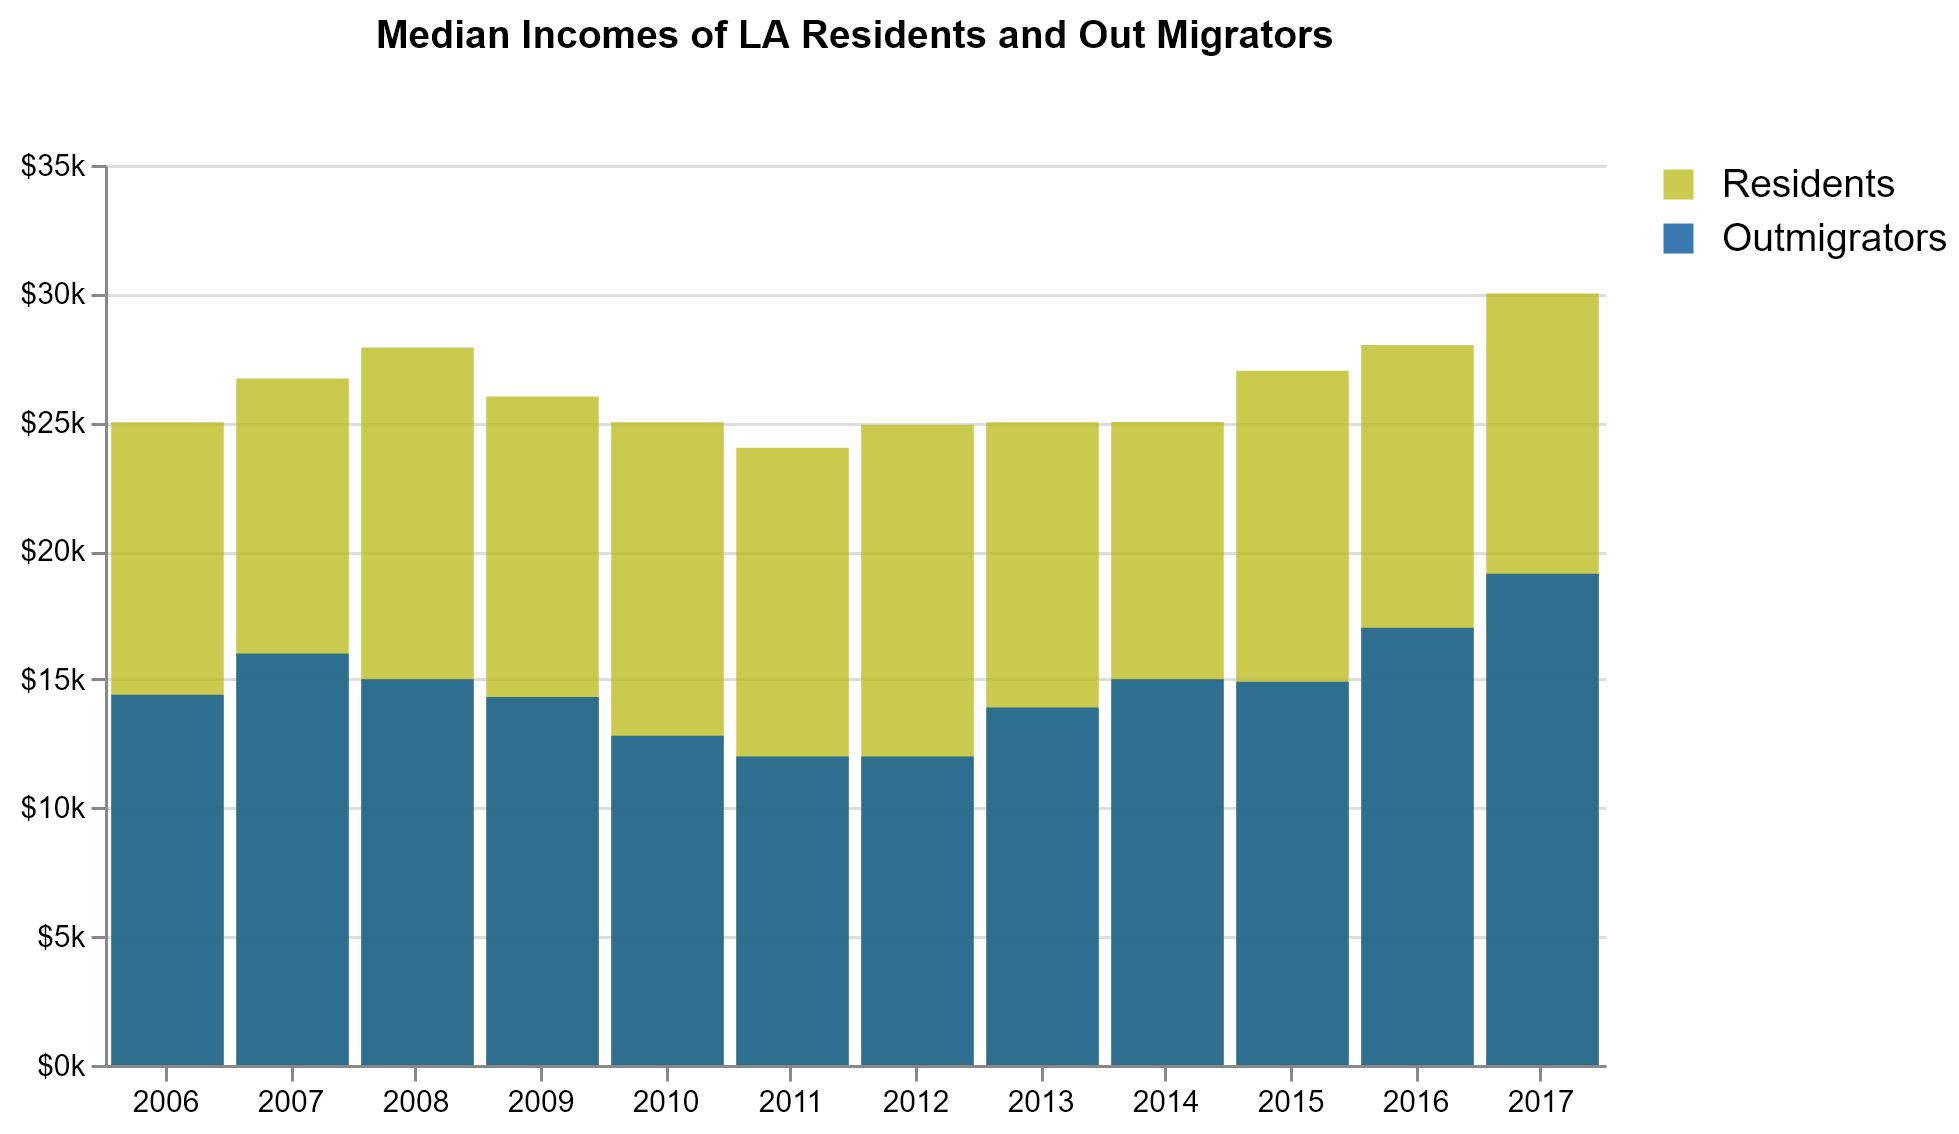 Median Incomes of LA Residents and Out Migrators
Residents
Outmigrators
$35k
$30k
$25k
$20k
$15k
$10k
$5k
$0k
2006 2007 2008 2009 2010 2011 2012 2013 2014 2015 2016 2017